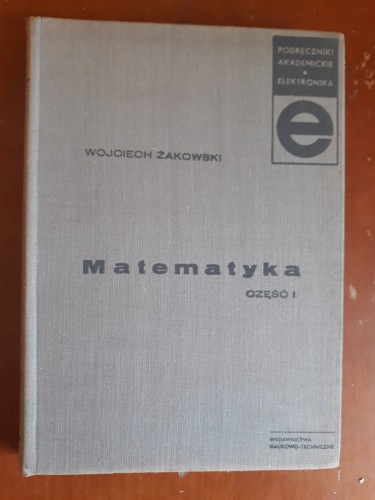 PODRĘCZNIKI
AKADEMICKIE
•
ELEKTRONIKA
e
WOJCIECH ŻAKOWSKI
Matematyka
CZĘŚĆ I
WYDAWNICTWA
NAUKOWO-TECHNICZNE